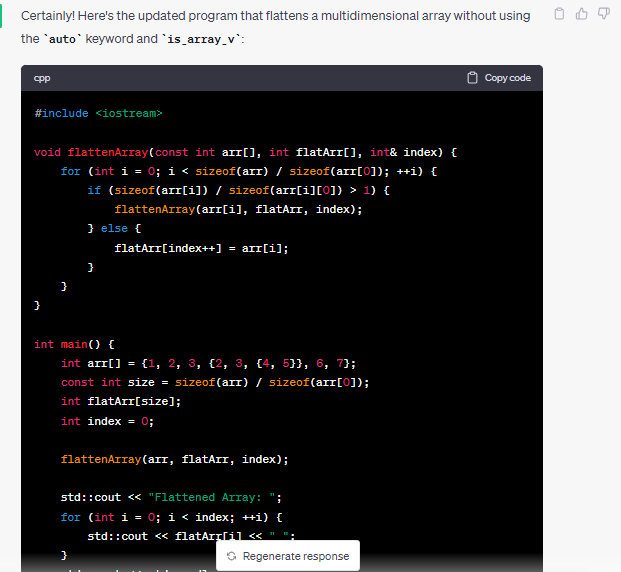 Certainly! Here's the updated program that flattens a multidimensional array without using
the `auto` keyword and `is_array_v`:
cpp
Copy code
#include <iostream>
void flattenArray(const int arr[], int flatArr[], int& index) {
    for (int i = 0; i < sizeof(arr) / sizeof(arr[0]); ++i) {
        if (sizeof(arr[i]) / sizeof(arr[i][0]) > 1) {
            flattenArray(arr[i], flatArr, index);
        } else {
            flatArr[index++] = arr[i];
        }
    }
}
int main() {
    int arr[] = {1, 2, 3, {2, 3, {4, 5}}, 6, 7};
    const int size = sizeof(arr) / sizeof(arr[0]);
    int flatArr[size];
    int index = 0;
    flattenArray(arr, flatArr, index);
    std::cout << "Flattened Array: ";
    for (int i = 0; i < index; ++i) {
        std::cout << flatArr[i] << " ";
Regenerate response
    }